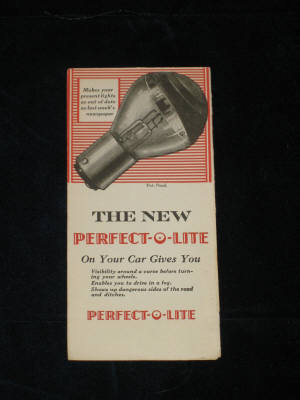 Makes your
present lights
as out of date
as last week's
newspaper
Pat. Pend.
THE NEW
PERFECT-O-LITE
On Your Car Gives You
Visibility around a curve before turn-
ing your wheels.
Enables you to drive in a fog.
Shows up dangerous sides of the road
and ditches.
PERFECT-O-LITE